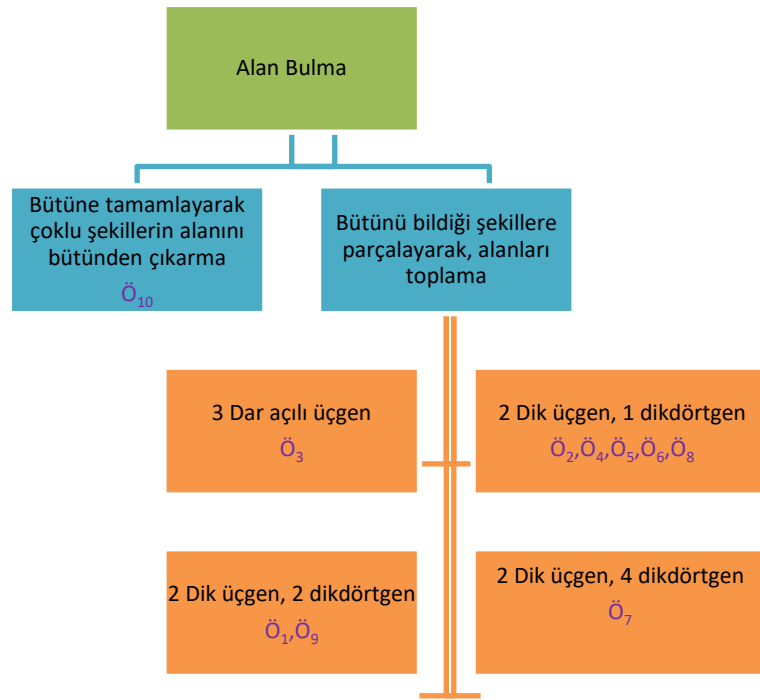 Alan Bulma
Bütüne tamamlayarak
çoklu şekillerin alanını
bütünden çıkarma
Ö₁₀
Bütünü bildiği şekillere
parçalayarak, alanları
toplama
3 Dar açılı üçgen
Ö₃
2 Dik üçgen, 1 dikdörtgen
Ö₂,Ö₄,Ö₅,Ö₆,Ö₈
2 Dik üçgen, 2 dikdörtgen
Ö₁,Ö₉
2 Dik üçgen, 4 dikdörtgen
Ö₇